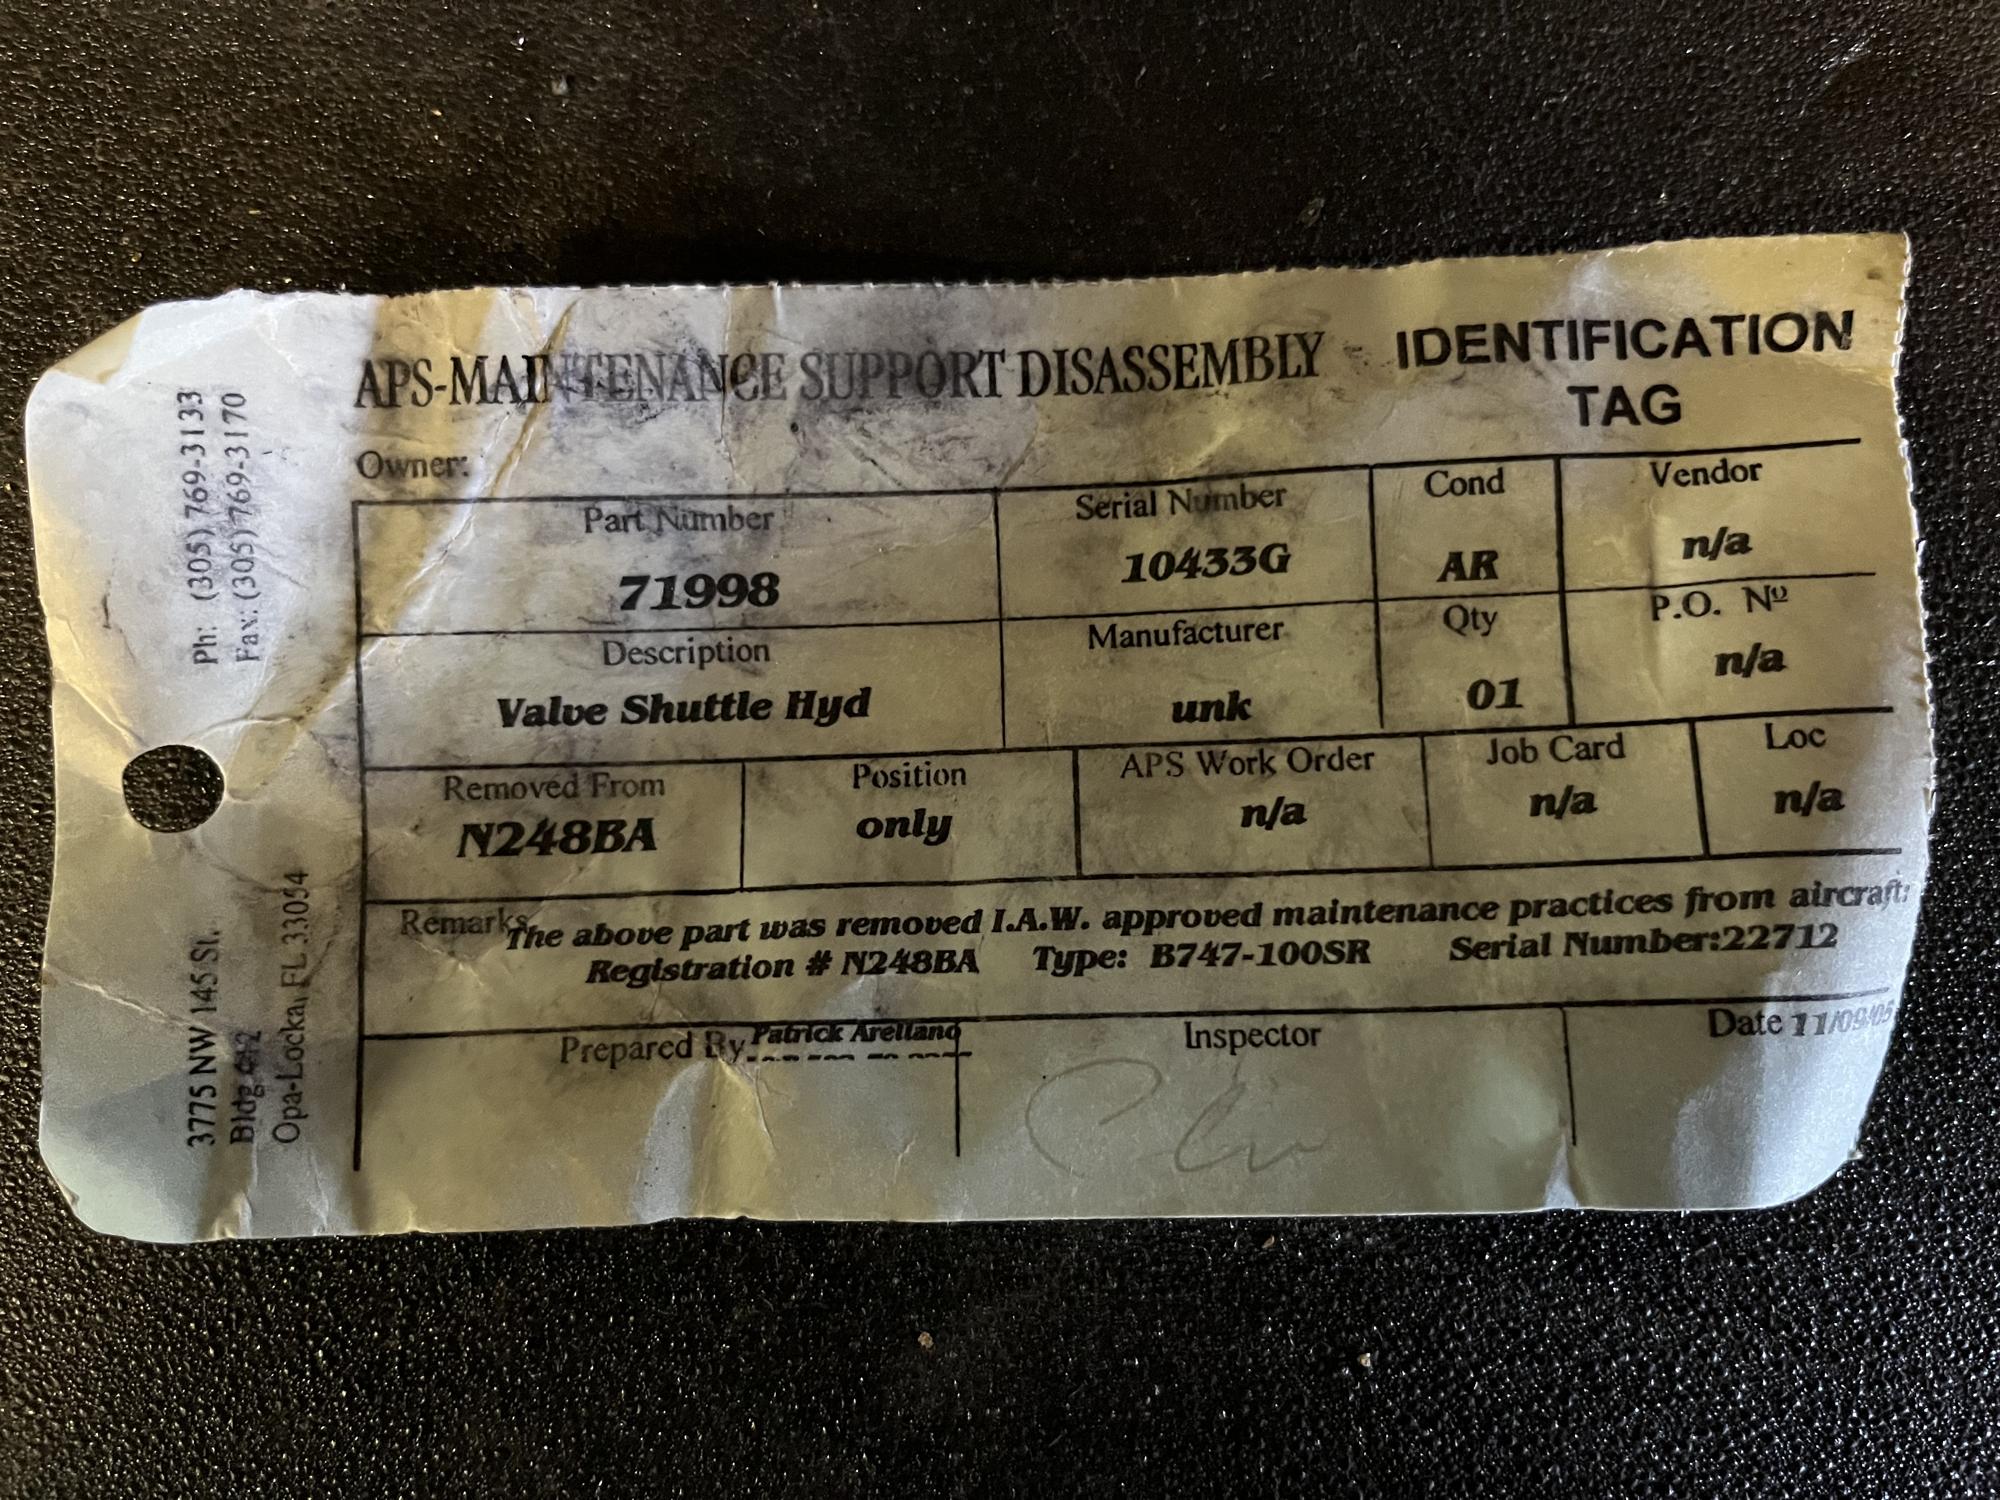 APS-MAINTENANCE SUPPORT DISASSEMBLY - IDENTIFICATION
TAG
Owner:
Part Number
71998
Serial Number
10433G
Cond
AR
Vendor
n/a
Description
Valve Shuttle Hyd
Manufacturer
unk
Qty
01
P.O. Nº
n/a
Removed From
N248BA
Position
only
APS Work Order
n/a
Job Card
n/a
Loc
n/a
Remarks
The above part was removed I.A.W. approved maintenance practices from aircraft:
Registration # N248BA Type: B747-100SR Serial Number:22712
Prepared By Patrick Arellano
Inspector
Date 11/09/05
Ph: (305) 769-3133
Fax: (305) 769-3170
3775 NW 145 St.
Bldg
Opa-Locka, FL 33054